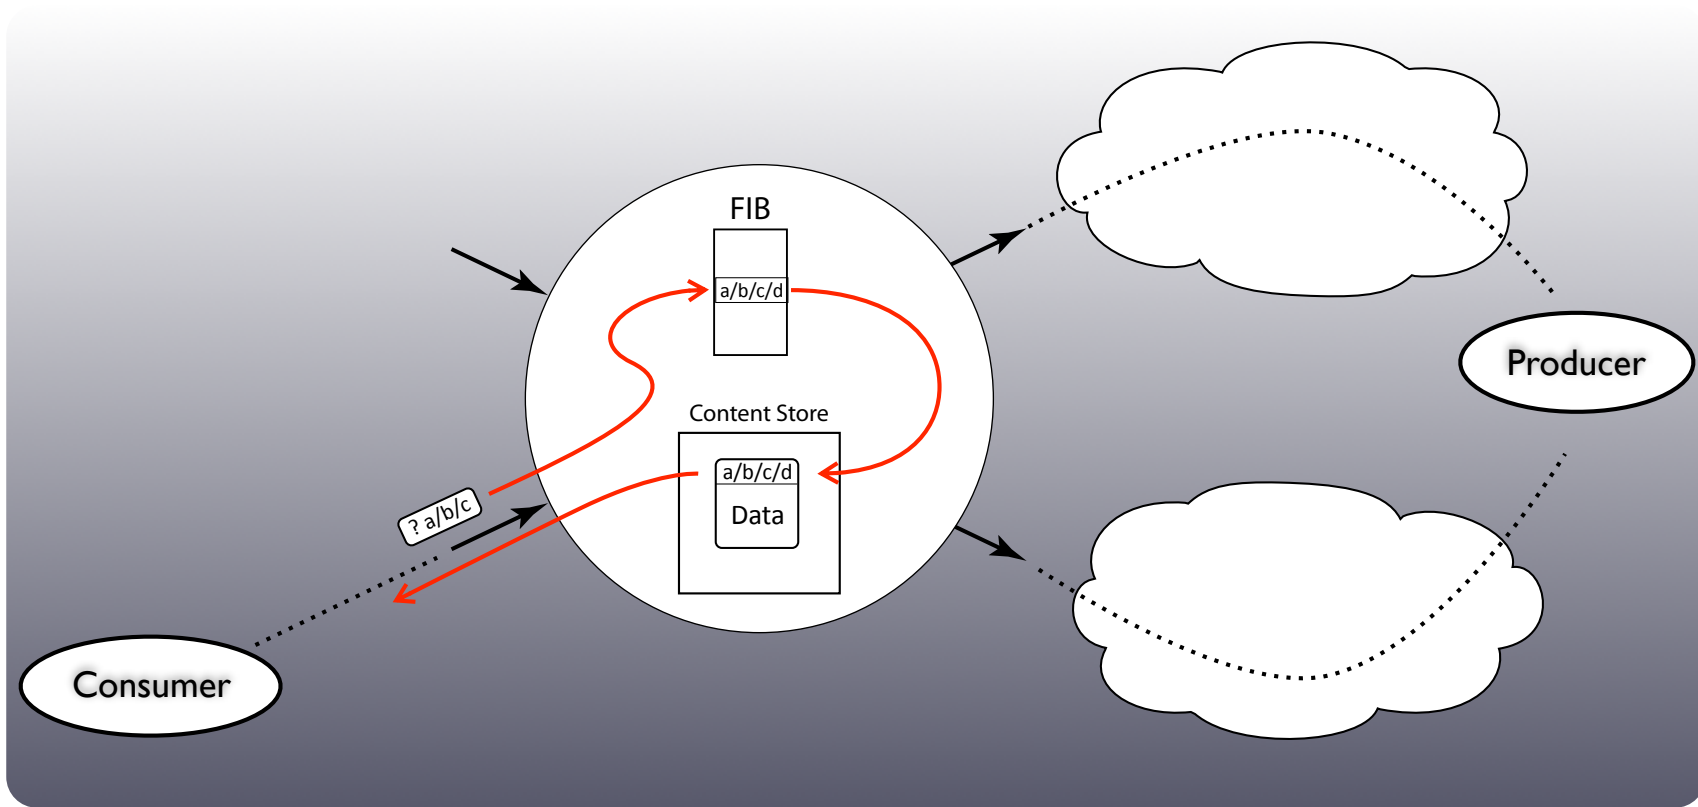 FIB
a/b/c/d
Producer
Content Store
a/b/c/d
Data
? a/b/c
Consumer